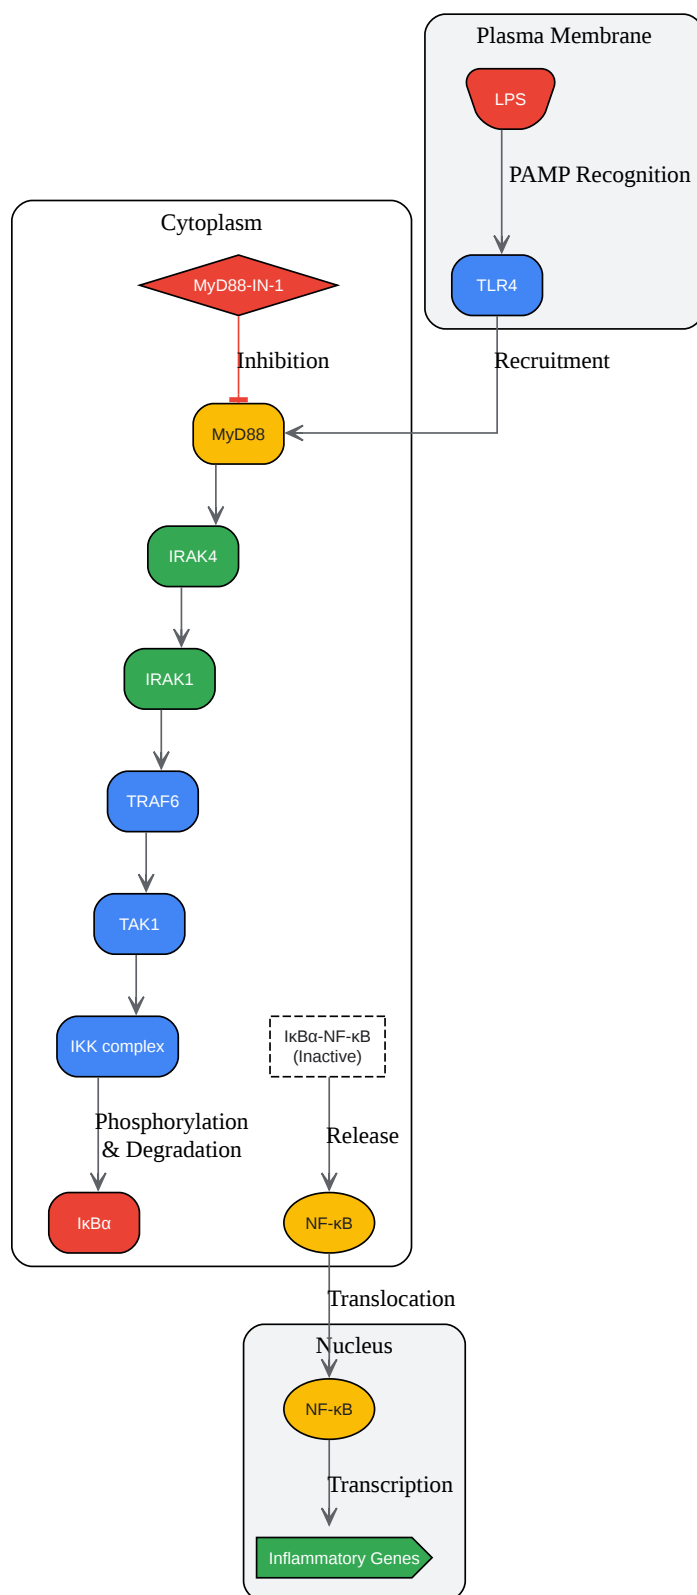 Plasma Membrane
LPS
PAMP Recognition
TLR4
Recruitment
Cytoplasm
MyD88-IN-1
Inhibition
MyD88
IRAK4
IRAK1
TRAF6
TAK1
IKK complex
Phosphorylation
& Degradation
IκBα
IκBα-NF-κB
(Inactive)
Release
NF-κB
Translocation
Nucleus
NF-κB
Transcription
Inflammatory Genes